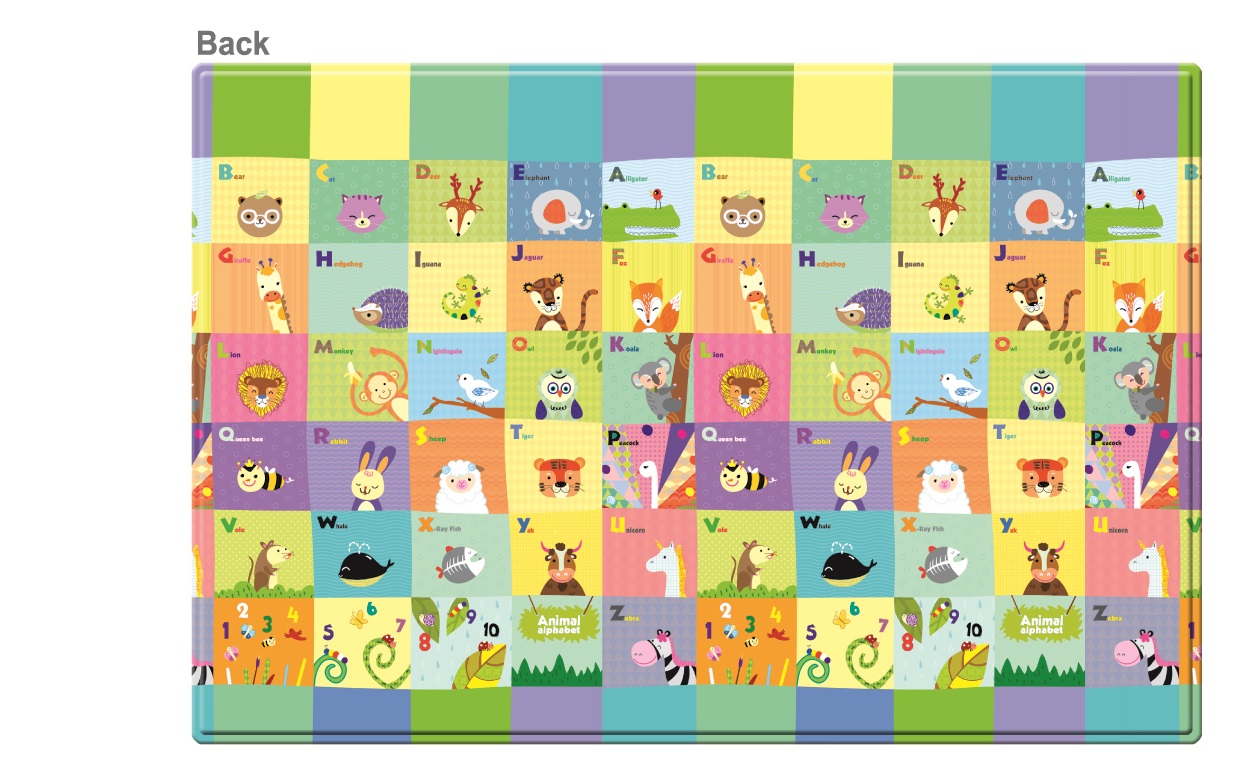 Back
Bear Cat Deer Elephant Alligator Bear Cat Deer Elephant Alligator B
Giraffe Hedgehog Iguana Jaguar Fox Giraffe Hedgehog Iguana Jaguar Fox G
Lion Monkey Nightingale Owl Koala Lion Monkey Nightingale Owl Koala Li
Queen bee Rabbit Sheep Tiger Peacock Queen bee Rabbit Sheep Tiger Peacock Q
Vole Whale X-Ray Fish Yak Unicorn Vole Whale X-Ray Fish Yak Unicorn V
1 2 3 4 5 6 7 8 9 10 Animal alphabet Zebra 1 2 3 4 5 6 7 8 9 10 Animal alphabet Zebra 1